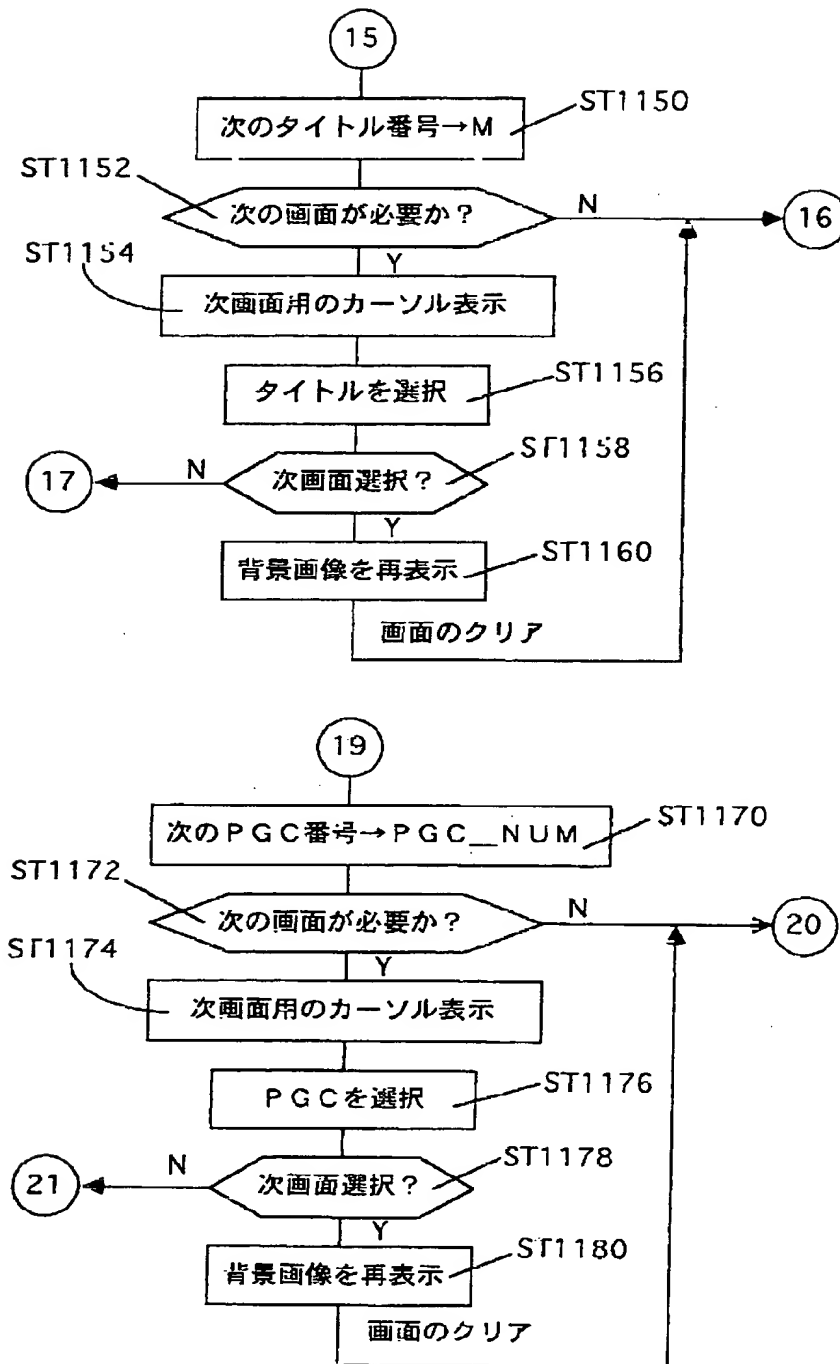 15
次のタイトル番号→M
ST1150
ST1152
次の画面が必要か？
N
16
Y
ST1154
次画面用のカーソル表示
タイトルを選択
ST1156
ST1158
17
N
次画面選択？
Y
背景画像を再表示
ST1160
画面のクリア
19
次のPGC番号→PGC_NUM
ST1170
ST1172
次の画面が必要か？
N
20
Y
ST1174
次画面用のカーソル表示
PGCを選択
ST1176
ST1178
21
N
次画面選択？
Y
背景画像を再表示
ST1180
画面のクリア